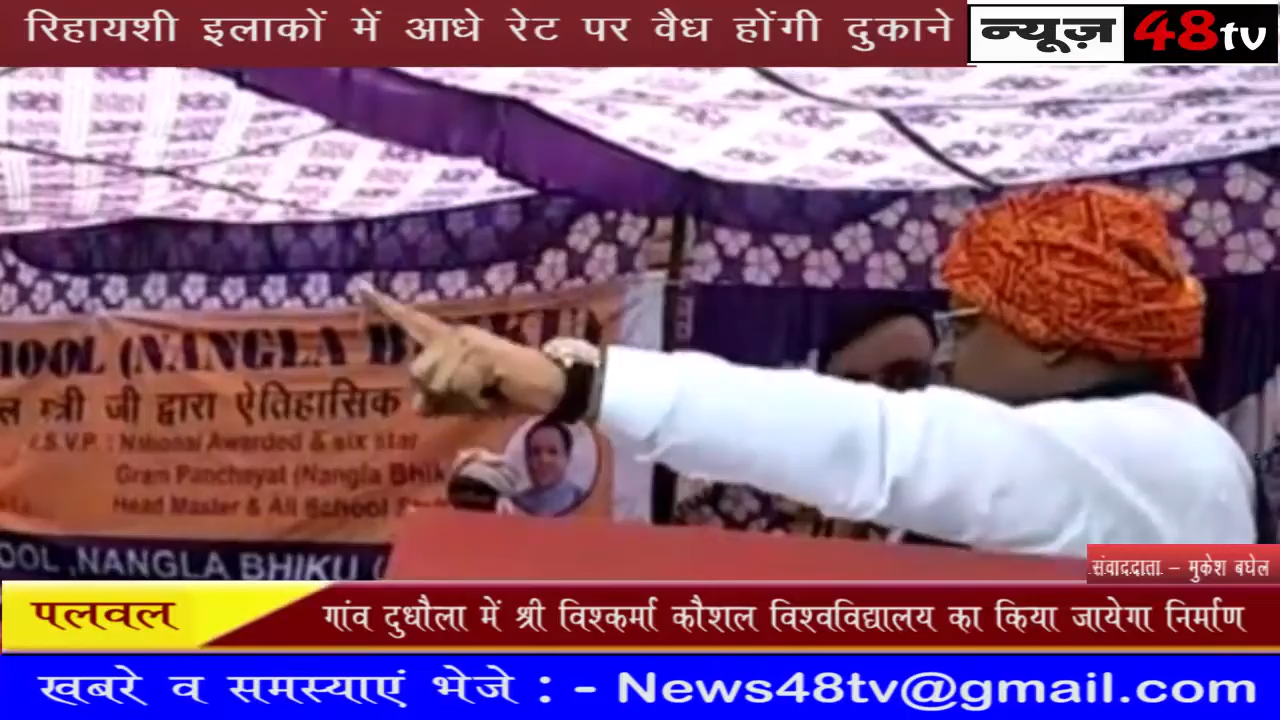 रिहायशी इलाकों में आधे रेट पर वैध होंगी दुकाने
न्यूज़ 48tv
HOOL (NANGLA
ल मंत्री जी द्वारा ऐतिहासिक
R.S.V.P. : National Awarded & six star
Gram Panchayat (Nangla Bhik
Head Master & All School
OOL ,NANGLA BHIKU (
संवाददाता – मुकेश बघेल
पलवल
गांव दुधौला में श्री विश्कर्मा कौशल विश्वविद्यालय का किया जायेगा निर्माण
खबरे व समस्याएं भेजे : - News48tv@gmail.com